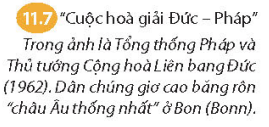 11.7 “Cuộc hoà giải Đức – Pháp”
Trong ảnh là Tổng thống Pháp và
Thủ tướng Cộng hoà Liên bang Đức
(1962). Dân chúng giơ cao băng rôn
“châu Âu thống nhất” ở Bon (Bonn).